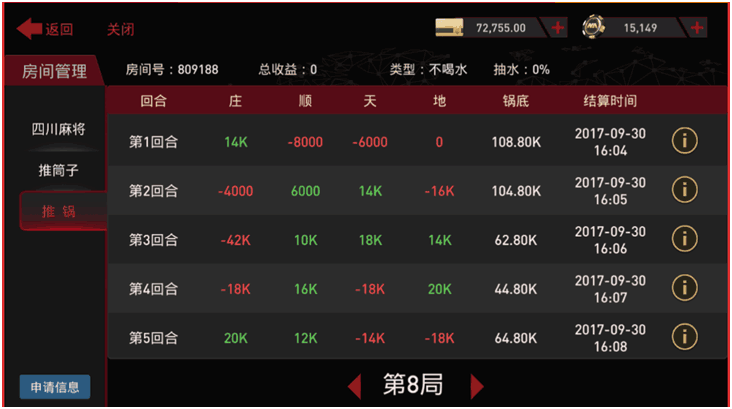 返回 关闭 72,755.00 15,149
房间管理 房间号：809188 总收益：0 类型：不喝水 抽水：0%
回合 庄 顺 天 地 锅底 结算时间
四川麻将
推筒子
推 锅
第1回合 14K -8000 -6000 0 108.80K 2017-09-30
16:04
第2回合 -4000 6000 14K -16K 104.80K 2017-09-30
16:05
第3回合 -42K 10K 18K 14K 62.80K 2017-09-30
16:06
第4回合 -18K 16K -18K 20K 44.80K 2017-09-30
16:07
第5回合 20K 12K -14K -18K 64.80K 2017-09-30
16:08
申请信息 第8局